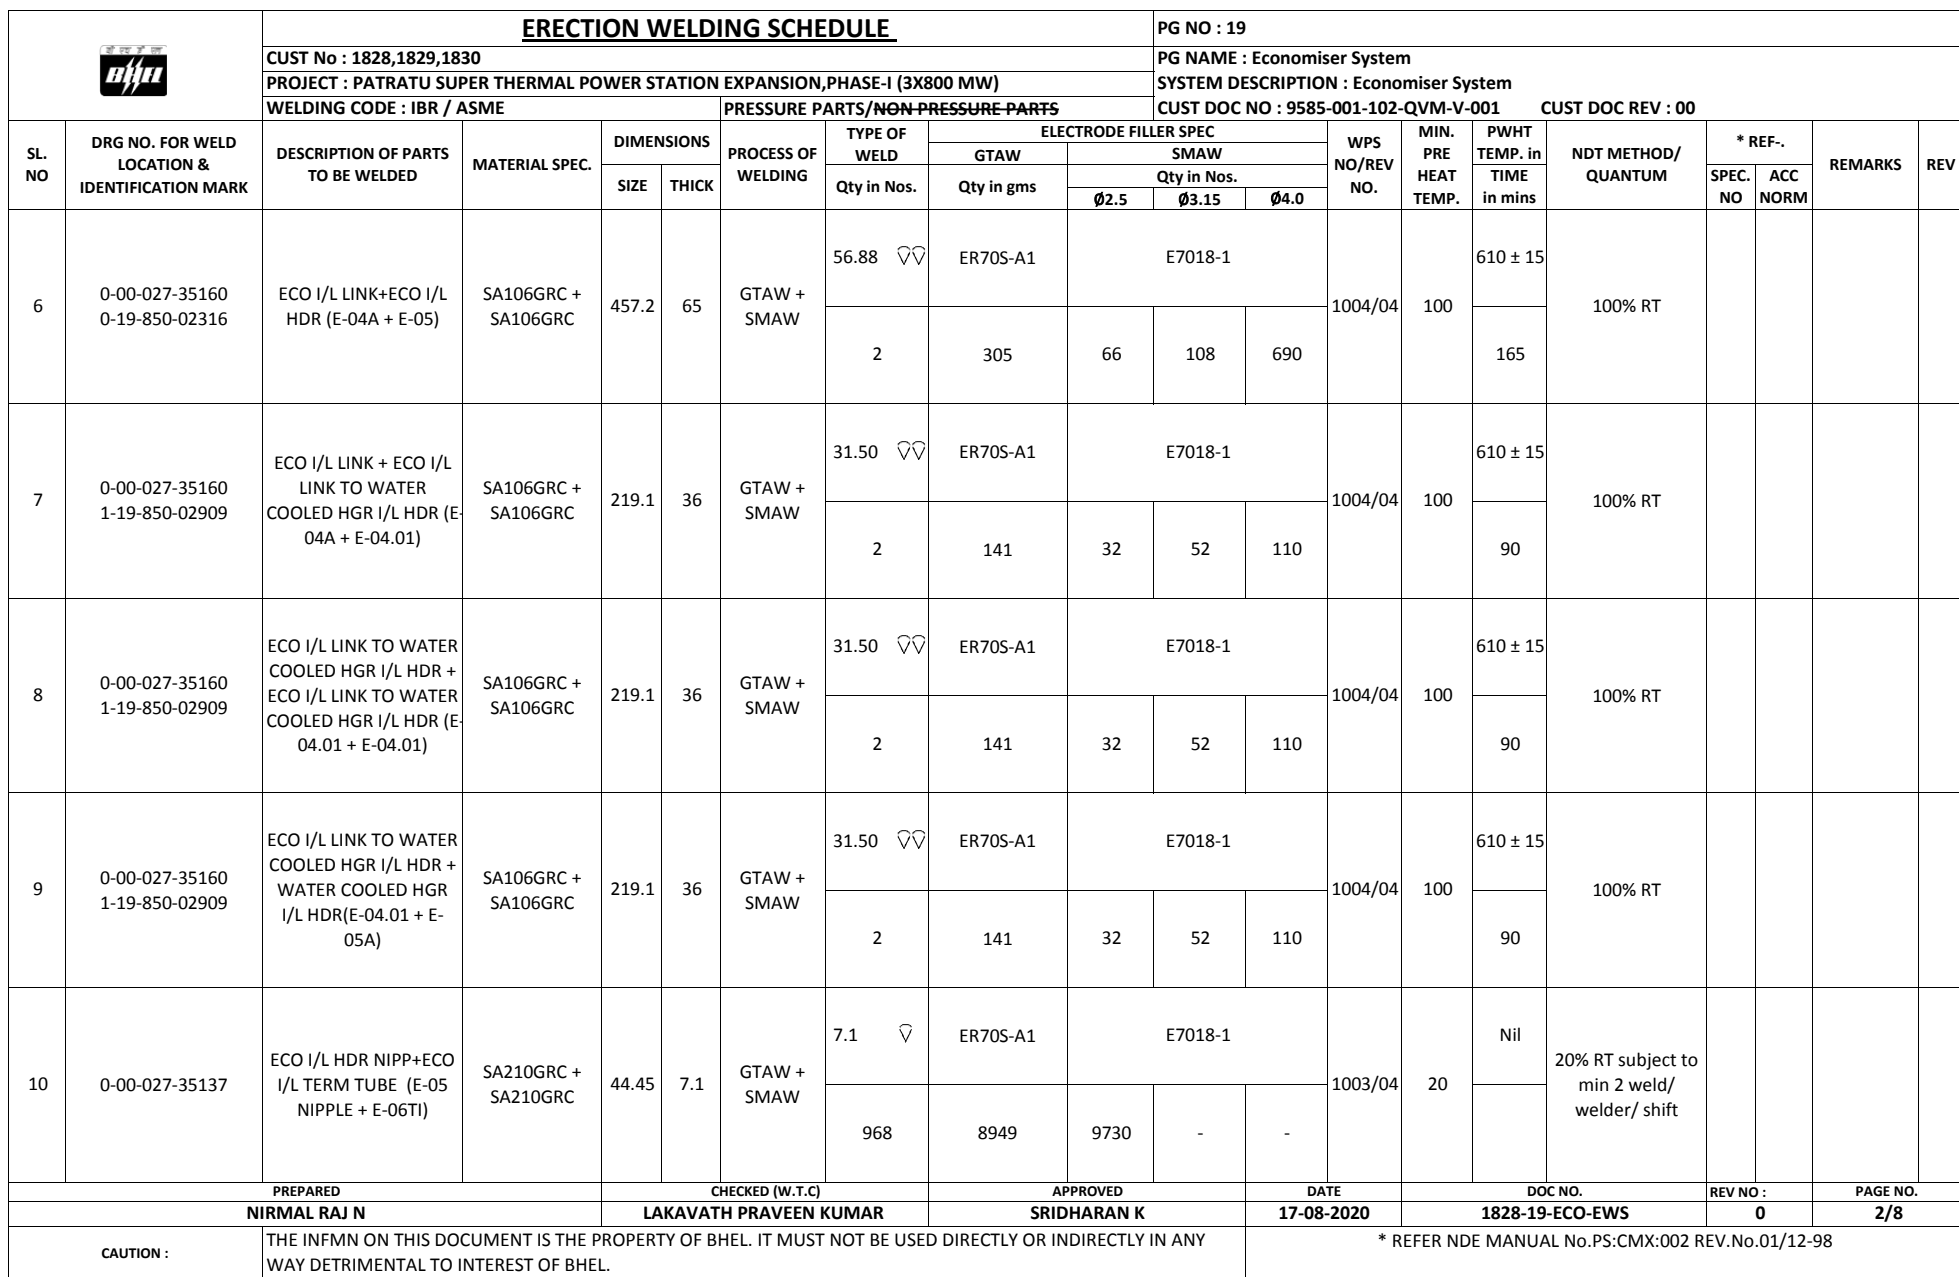 बी एच ई एल
BHEL
ERECTION WELDING SCHEDULE
PG NO : 19
CUST No : 1828,1829,1830
PG NAME : Economiser System
PROJECT : PATRATU SUPER THERMAL POWER STATION EXPANSION,PHASE-I (3X800 MW)
SYSTEM DESCRIPTION : Economiser System
WELDING CODE : IBR / ASME
PRESSURE PARTS/NON PRESSURE PARTS
CUST DOC NO : 9585-001-102-QVM-V-001 CUST DOC REV : 00
SL. NO
DRG NO. FOR WELD
LOCATION &
IDENTIFICATION MARK
DESCRIPTION OF PARTS
TO BE WELDED
MATERIAL SPEC.
DIMENSIONS
SIZE THICK
PROCESS OF
WELDING
TYPE OF
WELD
Qty in Nos.
ELECTRODE FILLER SPEC
GTAW
Qty in gms
SMAW
Qty in Nos.
Ø2.5 Ø3.15 Ø4.0
WPS
NO/REV
NO.
MIN.
PRE
HEAT
TEMP.
PWHT
TEMP. in
TIME
in mins
NDT METHOD/
QUANTUM
* REF-.
SPEC.
NO
ACC
NORM
REMARKS
REV
6
0-00-027-35160
0-19-850-02316
ECO I/L LINK+ECO I/L
HDR (E-04A + E-05)
SA106GRC +
SA106GRC
457.2
65
GTAW +
SMAW
56.88
ER70S-A1
E7018-1
2
305
66
108
690
1004/04
100
610 ± 15
165
100% RT
7
0-00-027-35160
1-19-850-02909
ECO I/L LINK + ECO I/L
LINK TO WATER
COOLED HGR I/L HDR (E-
04A + E-04.01)
SA106GRC +
SA106GRC
219.1
36
GTAW +
SMAW
31.50
ER70S-A1
E7018-1
2
141
32
52
110
1004/04
100
610 ± 15
90
100% RT
8
0-00-027-35160
1-19-850-02909
ECO I/L LINK TO WATER
COOLED HGR I/L HDR +
ECO I/L LINK TO WATER
COOLED HGR I/L HDR (E-
04.01 + E-04.01)
SA106GRC +
SA106GRC
219.1
36
GTAW +
SMAW
31.50
ER70S-A1
E7018-1
2
141
32
52
110
1004/04
100
610 ± 15
90
100% RT
9
0-00-027-35160
1-19-850-02909
ECO I/L LINK TO WATER
COOLED HGR I/L HDR +
WATER COOLED HGR
I/L HDR(E-04.01 + E-
05A)
SA106GRC +
SA106GRC
219.1
36
GTAW +
SMAW
31.50
ER70S-A1
E7018-1
2
141
32
52
110
1004/04
100
610 ± 15
90
100% RT
10
0-00-027-35137
ECO I/L HDR NIPP+ECO
I/L TERM TUBE (E-05
NIPPLE + E-06TI)
SA210GRC +
SA210GRC
44.45
7.1
GTAW +
SMAW
7.1
ER70S-A1
E7018-1
968
8949
9730
-
-
1003/04
20
Nil
20% RT subject to
min 2 weld/
welder/ shift
PREPARED
CHECKED (W.T.C)
APPROVED
DATE
DOC NO.
REV NO :
PAGE NO.
NIRMAL RAJ N
LAKAVATH PRAVEEN KUMAR
SRIDHARAN K
17-08-2020
1828-19-ECO-EWS
0
2/8
CAUTION :
THE INFMN ON THIS DOCUMENT IS THE PROPERTY OF BHEL. IT MUST NOT BE USED DIRECTLY OR INDIRECTLY IN ANY
WAY DETRIMENTAL TO INTEREST OF BHEL.
* REFER NDE MANUAL No.PS:CMX:002 REV.No.01/12-98